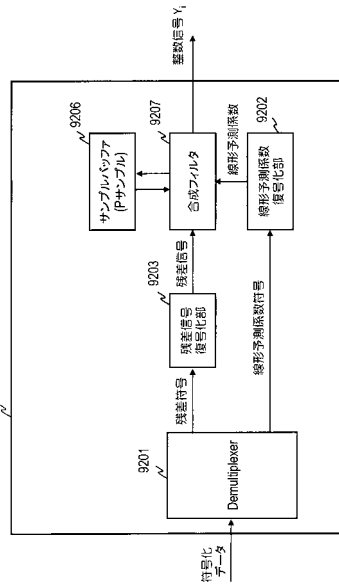 符号化
データ
9201
Demultiplexer
残差符号
線形予測係数符号
9203
残差信号
復号化部
残差信号
9206
サンプルバッファ
(Pサンプル)
9207
合成フィルタ
線形予測係数
9202
線形予測係数
復号化部
整数信号 Yi